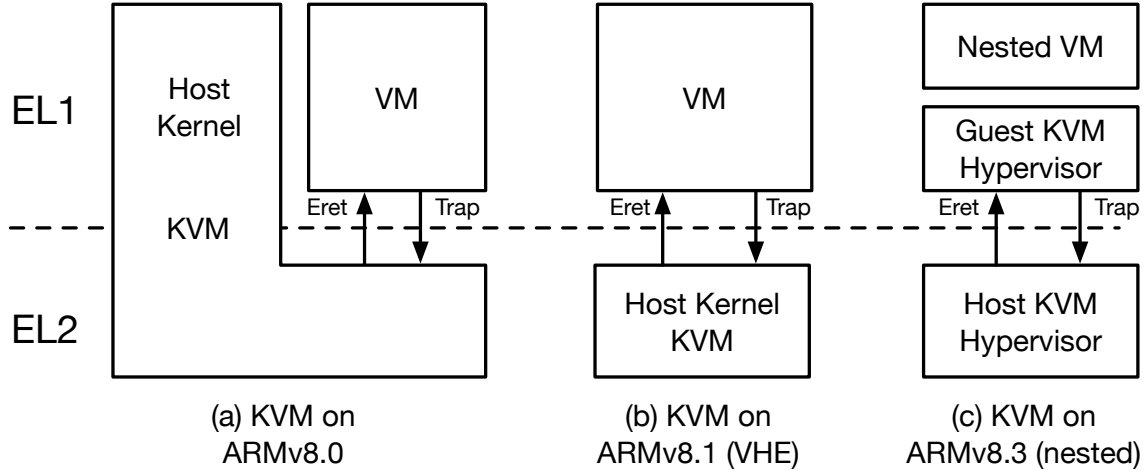 EL1
EL2
Host
Kernel
KVM
VM
Eret
Trap
(a) KVM on
ARMv8.0
VM
Eret
Trap
Host Kernel
KVM
(b) KVM on
ARMv8.1 (VHE)
Nested VM
Guest KVM
Hypervisor
Eret
Trap
Host KVM
Hypervisor
(c) KVM on
ARMv8.3 (nested)